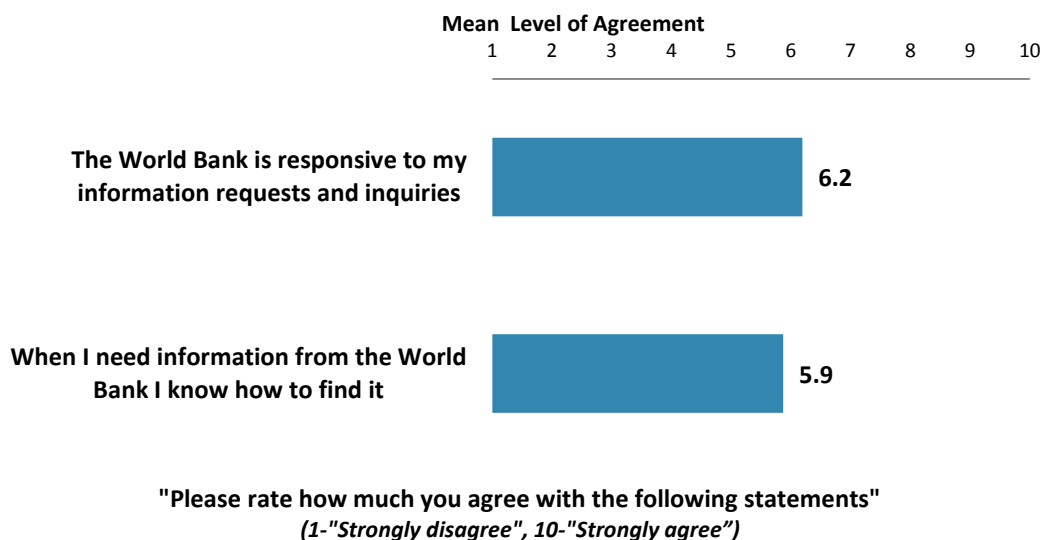 Mean  Level of Agreement
1 2 3 4 5 6 7 8 9 10
The World Bank is responsive to my
information requests and inquiries
6.2
When I need information from the World
Bank I know how to find it
5.9
"Please rate how much you agree with the following statements"
(1-"Strongly disagree", 10-"Strongly agree”)